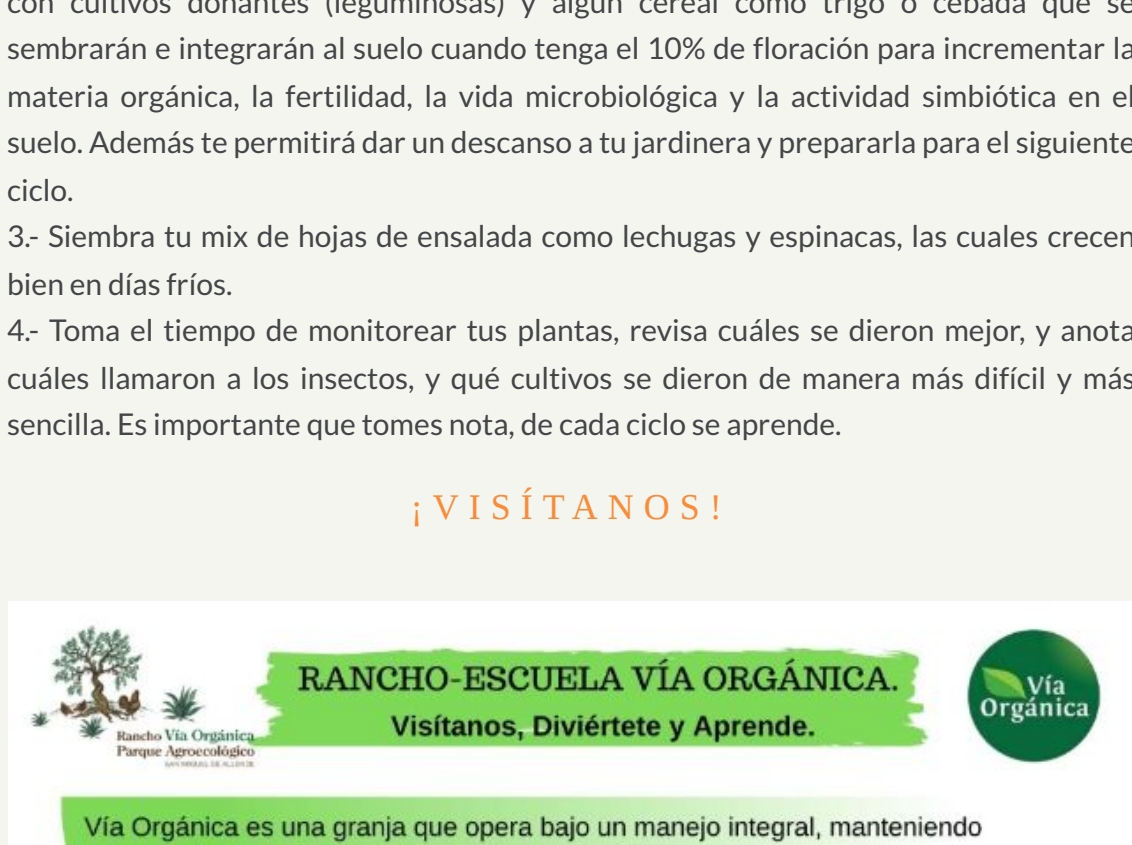 con cultivos donantes (leguminosas) y algún cereal como trigo o cebada que se
sembrarán e integrarán al suelo cuando tenga el 10% de floración para incrementar la
materia orgánica, la fertilidad, la vida microbiológica y la actividad simbiótica en el
suelo. Además te permitirá dar un descanso a tu jardinera y prepararla para el siguiente
ciclo.
3.- Siembra tu mix de hojas de ensalada como lechugas y espinacas, las cuales crecen
bien en días fríos.
4.- Toma el tiempo de monitorear tus plantas, revisa cuáles se dieron mejor, y anota
cuáles llamaron a los insectos, y qué cultivos se dieron de manera más difícil y más
sencilla. Es importante que tomes nota, de cada ciclo se aprende.
¡VISÍTANOS!
RANCHO-ESCUELA VÍA ORGÁNICA.
Visítanos, Diviértete y Aprende.
Rancho Vía Orgánica
Parque Agroecológico
SAN MIGUEL DE ALLENDE
Vía
Orgánica
Vía Orgánica es una granja que opera bajo un manejo integral, manteniendo